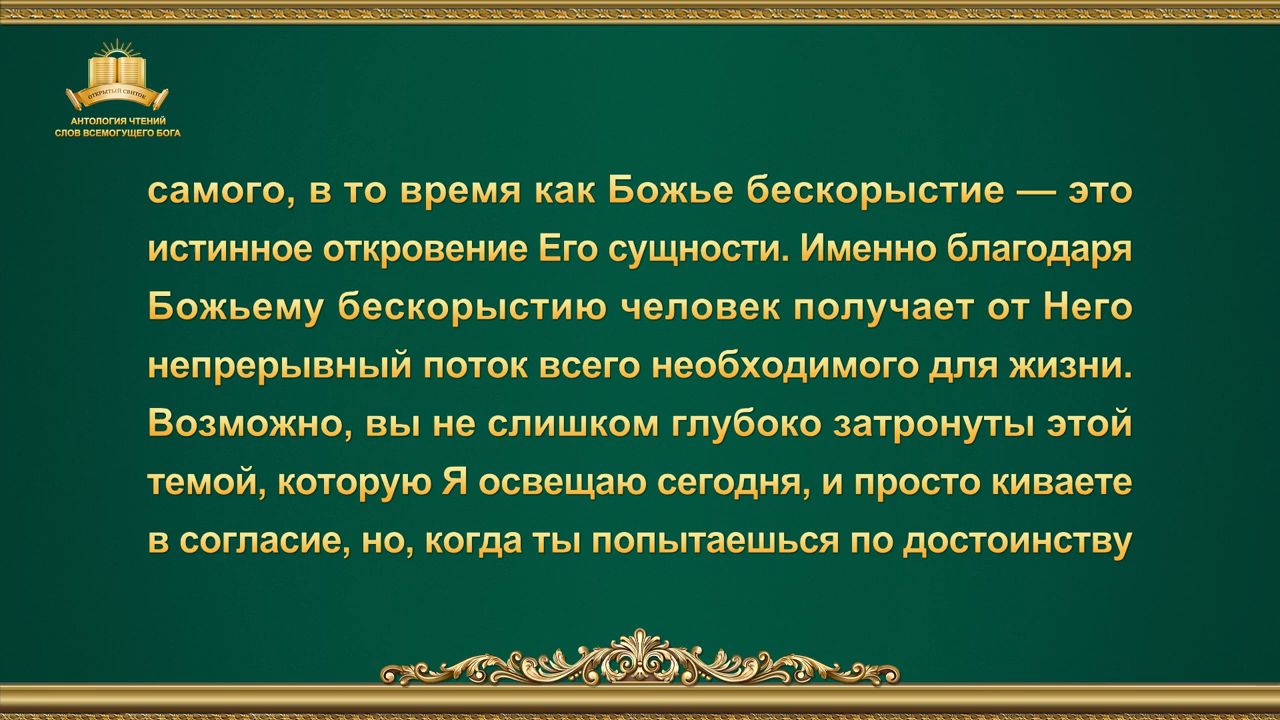 ОТКРЫТЫЙ СВИТОК
АНТОЛОГИЯ ЧТЕНИЙ
СЛОВ ВСЕМОГУЩЕГО БОГА
самого, в то время как Божье бескорыстие — это
истинное откровение Его сущности. Именно благодаря
Божьему бескорыстию человек получает от Него
непрерывный поток всего необходимого для жизни.
Возможно, вы не слишком глубоко затронуты этой
темой, которую Я освещаю сегодня, и просто киваете
в согласие, но, когда ты попытаешься по достоинству